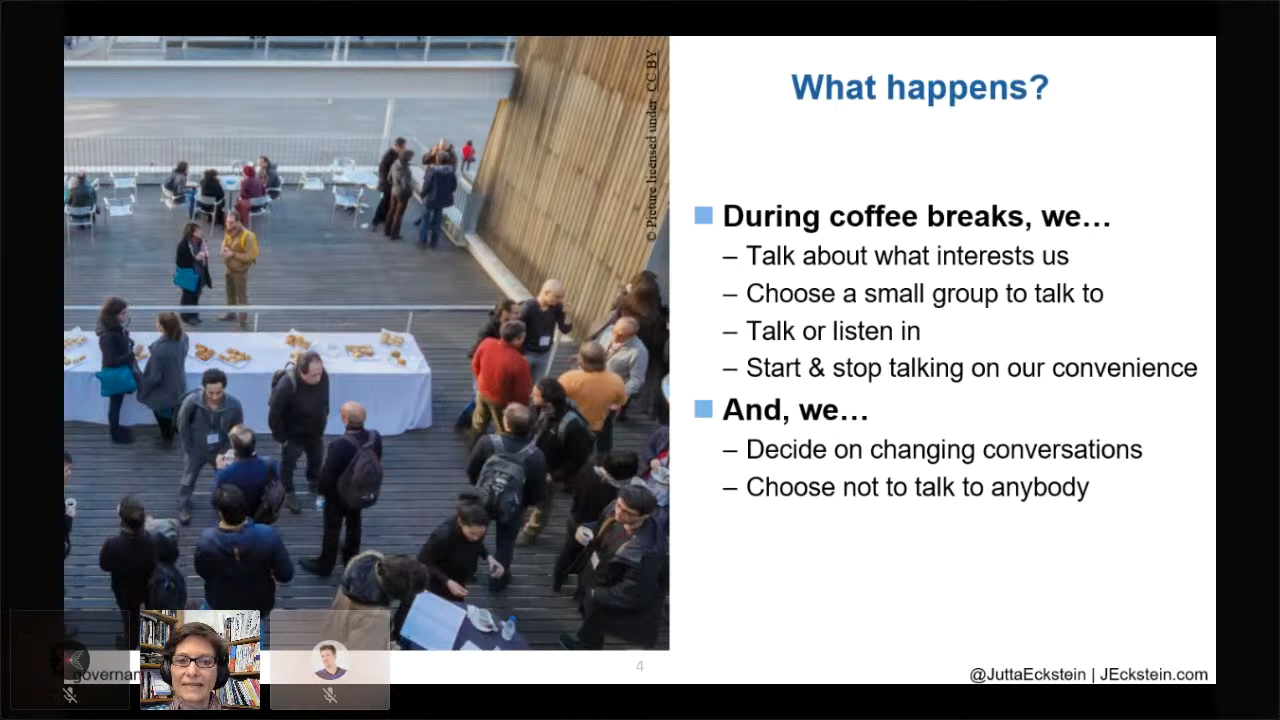 What happens?
© Picture licensed under CC BY
During coffee breaks, we…
– Talk about what interests us
– Choose a small group to talk to
– Talk or listen in
– Start & stop talking on our convenience
And, we…
– Decide on changing conversations
– Choose not to talk to anybody
4
@JuttaEckstein | JEckstein.com